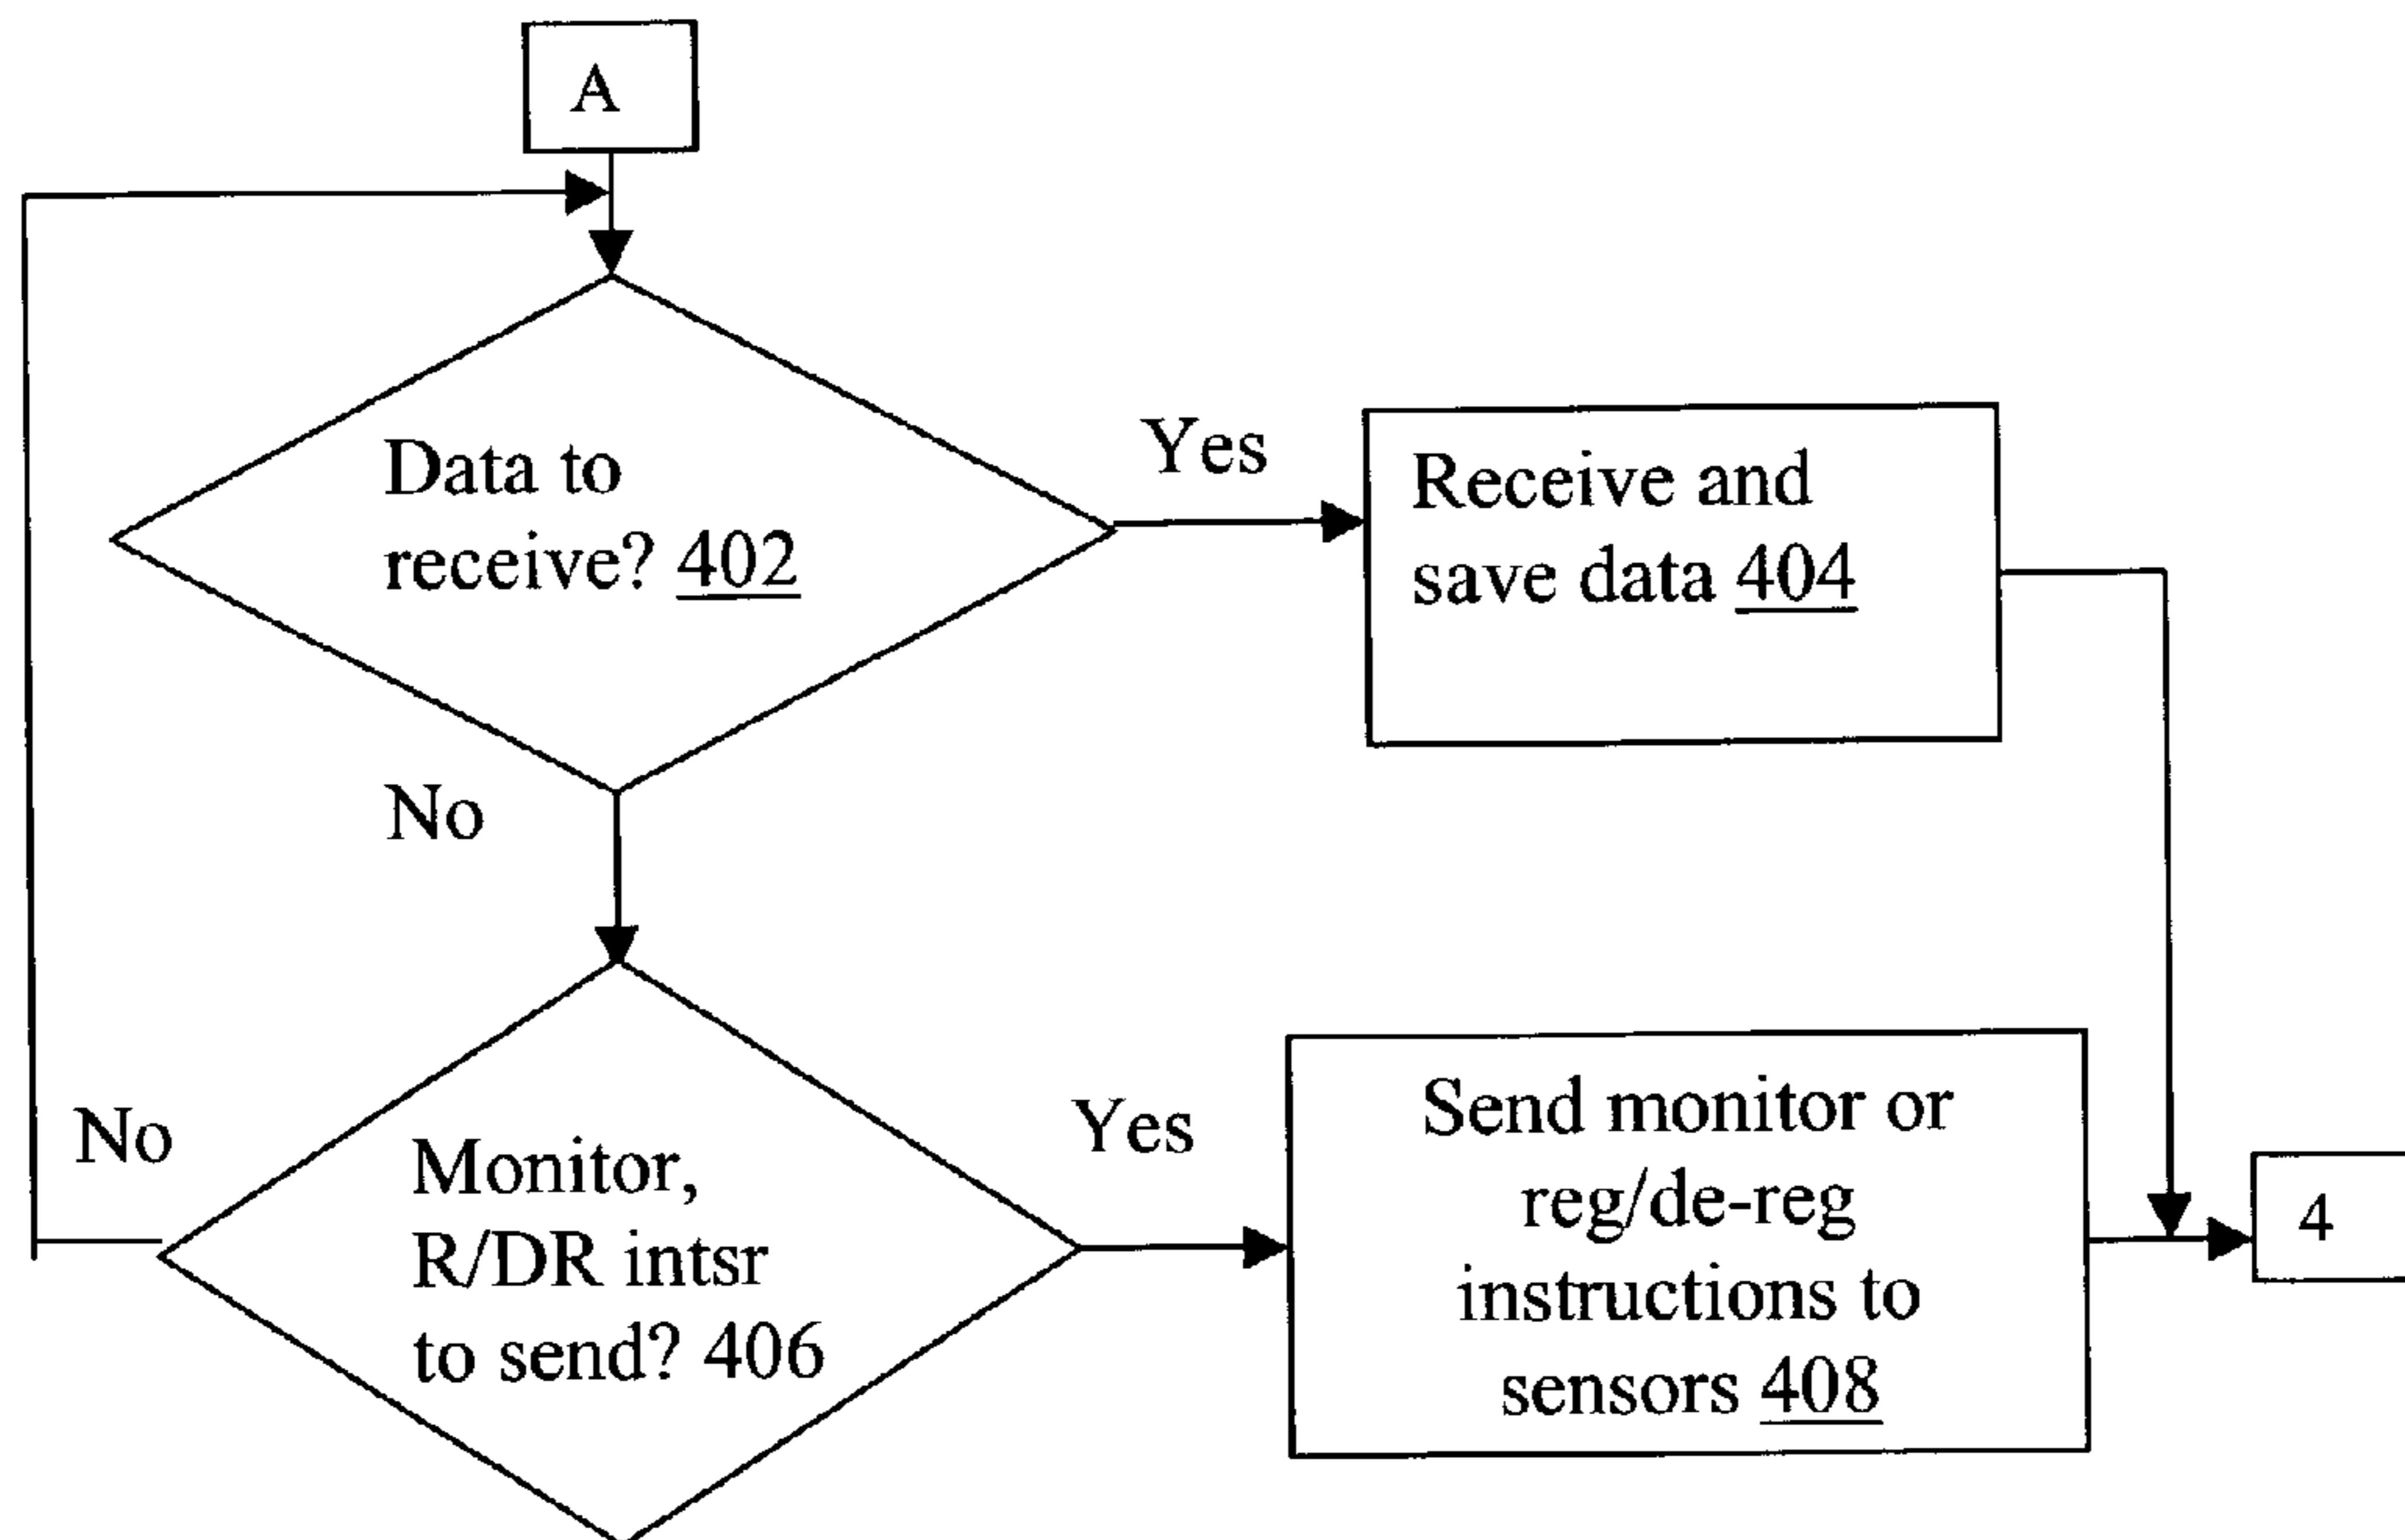 A
Data to
receive? 402
Yes
Receive and
save data 404
No
No
Monitor,
R/DR intsr
to send? 406
Yes
Send monitor or
reg/de-reg
instructions to
sensors 408
4